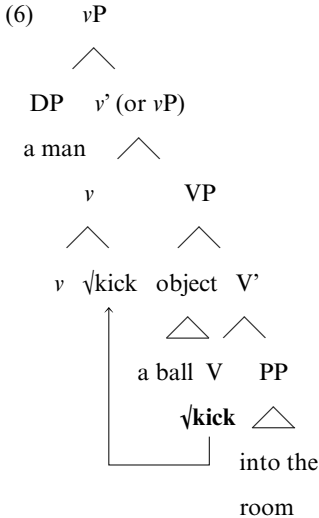 (6) vP
DP v’ (or vP)
a man
v VP
v √kick object V’
a ball V PP
√kick
into the
room